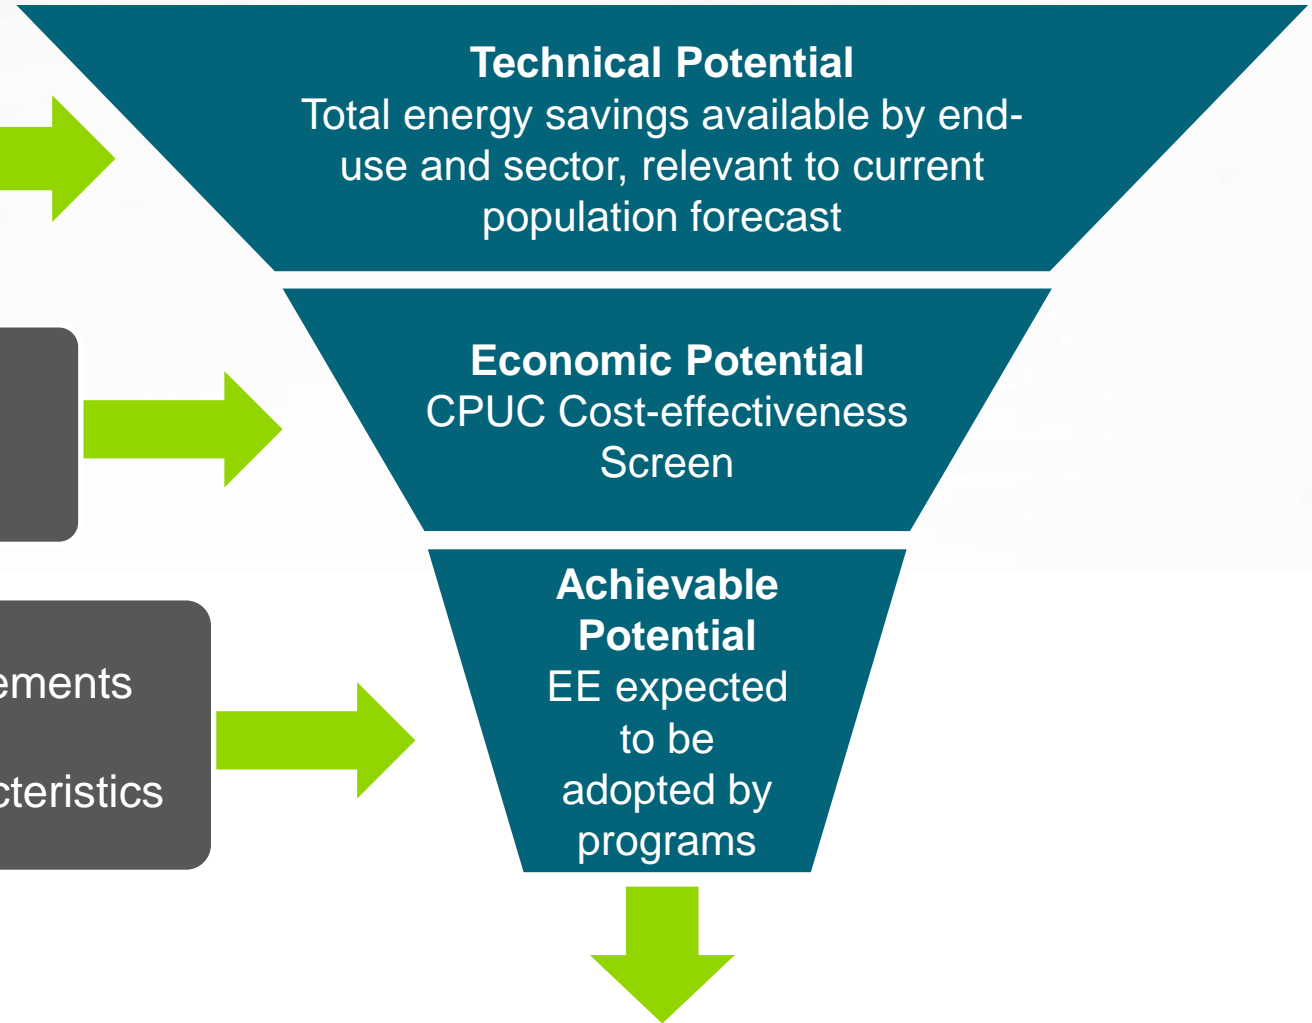 Technical Potential
Total energy savings available by end-
use and sector, relevant to current
population forecast
Economic Potential
CPUC Cost-effectiveness
Screen
Achievable
Potential
EE expected
to be
adopted by
programs
ements
cteristics